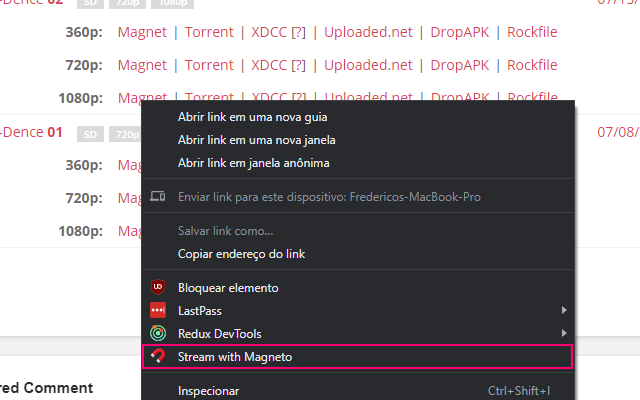 -Dence 02 SD 720p 1080p 07/15/
360p: Magnet | Torrent | XDCC [?] | Uploaded.net | DropAPK | Rockfile
720p: Magnet | Torrent | XDCC [?] | Uploaded.net | DropAPK | Rockfile
1080p: Magnet | Torrent | XDCC [?] | Uploaded.net | DropAPK | Rockfile
-Dence 01 SD 720p 07/08/
360p: Mag
720p: Mag
1080p: Mag
Abrir link em uma nova guia
Abrir link em uma nova janela
Abrir link em janela anônima
Enviar link para este dispositivo: Fredericos-MacBook-Pro
Salvar link como...
Copiar endereço do link
Bloquear elemento
LastPass
Redux DevTools
Stream with Magneto
Inspecionar Ctrl+Shift+I
red Comment